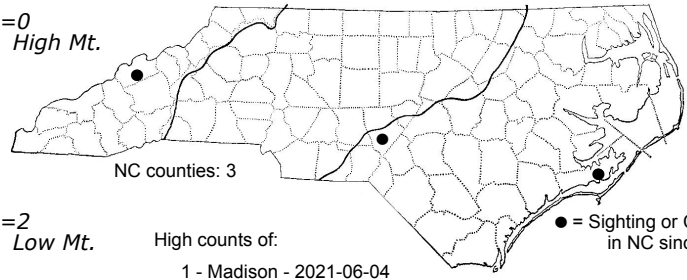 =0
High Mt.
NC counties: 3
=2
Low Mt.
High counts of:
1 - Madison - 2021-06-04
● = Sighting or
in NC